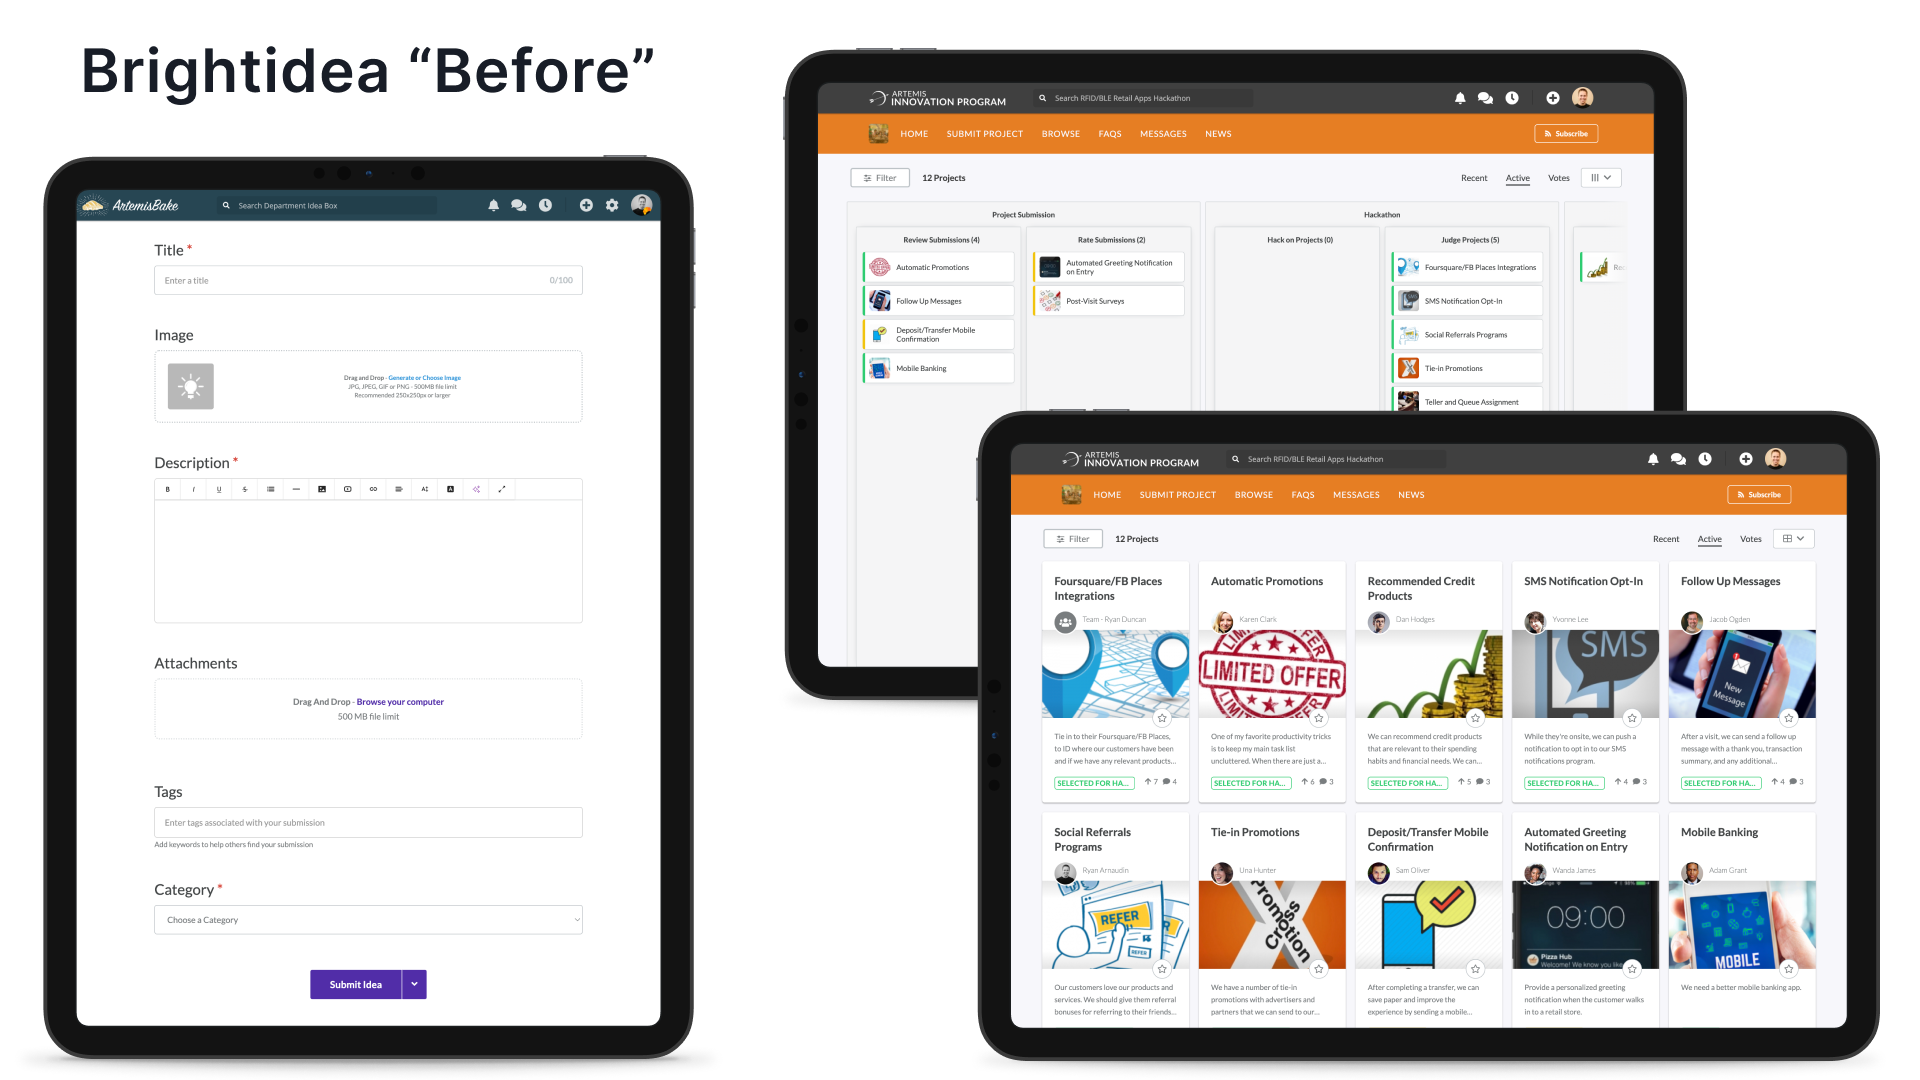 Brightidea “Before”
ArtemisBake
Search Department Idea Box
Title *
Enter a title
0/100
Image
Drag and Drop - Generate or Choose Image
JPG, JPEG, GIF or PNG - 500MB file limit
Recommended 250x250px or larger
Description *
B I U S
Attachments
Drag And Drop - Browse your computer
500 MB file limit
Tags
Enter tags associated with your submission
Add keywords to help others find your submission
Category *
Choose a Category
Submit Idea
ARTEMIS
INNOVATION PROGRAM
Search RFID/BLE Retail Apps Hackathon
HOME SUBMIT PROJECT BROWSE FAQS MESSAGES NEWS
Subscribe
Filter
12 Projects
Recent Active Votes
Project Submission
Review Submissions (4)
Automatic Promotions
Follow Up Messages
Deposit/Transfer Mobile
Confirmation
Mobile Banking
Rate Submissions (2)
Automated Greeting Notification
on Entry
Post-Visit Surveys
Hackathon
Hack on Projects (0)
Judge Projects (5)
Foursquare/FB Places Integrations
SMS Notification Opt-In
Social Referrals Programs
Tie-in Promotions
Teller and Queue Assignment
ARTEMIS
INNOVATION PROGRAM
Search RFID/BLE Retail Apps Hackathon
HOME SUBMIT PROJECT BROWSE FAQS MESSAGES NEWS
Subscribe
Filter
12 Projects
Recent Active Votes
Foursquare/FB Places
Integrations
Team - Ryan Duncan
Tie in to their Foursquare/FB Places,
to ID where our customers have been
and if we have any relevant products...
SELECTED FOR HA...
7 4
Automatic Promotions
Karen Clark
LIMITED OFFER
One of my favorite productivity tricks
is to keep my main task list
uncluttered. When there are just a...
SELECTED FOR HA...
6 3
Recommended Credit
Products
Dan Hodges
We can recommend credit products
that are relevant to their spending
habits and financial needs. We can...
SELECTED FOR HA...
5 3
SMS Notification Opt-In
Yvonne Lee
SMS
While they're onsite, we can push a
notification to opt in to our SMS
notifications program.
SELECTED FOR HA...
4 3
Follow Up Messages
Jacob Ogden
New
Message
After a visit, we can send a follow up
message with a thank you, transaction
summary, and any additional...
SELECTED FOR HA...
4 3
Social Referrals
Programs
Ryan Arnaudin
REFER
REFER
REFER
Our customers love our products and
services. We should give them referral
bonuses for referring to their friends...
Tie-in Promotions
Una Hunter
Promotion
Cross
We have a number of tie-in
promotions with advertisers and
partners that we can send to our...
Deposit/Transfer Mobile
Confirmation
Sam Oliver
After completing a transfer, we can
save paper and improve the
experience by sending a mobile...
Automated Greeting
Notification on Entry
Wanda James
09:00
Pizza Hub
Welcome! We know you like
Provide a personalized greeting
notification when the customer walks
in to a retail store.
Mobile Banking
Adam Grant
MOBILE
We need a better mobile banking app.